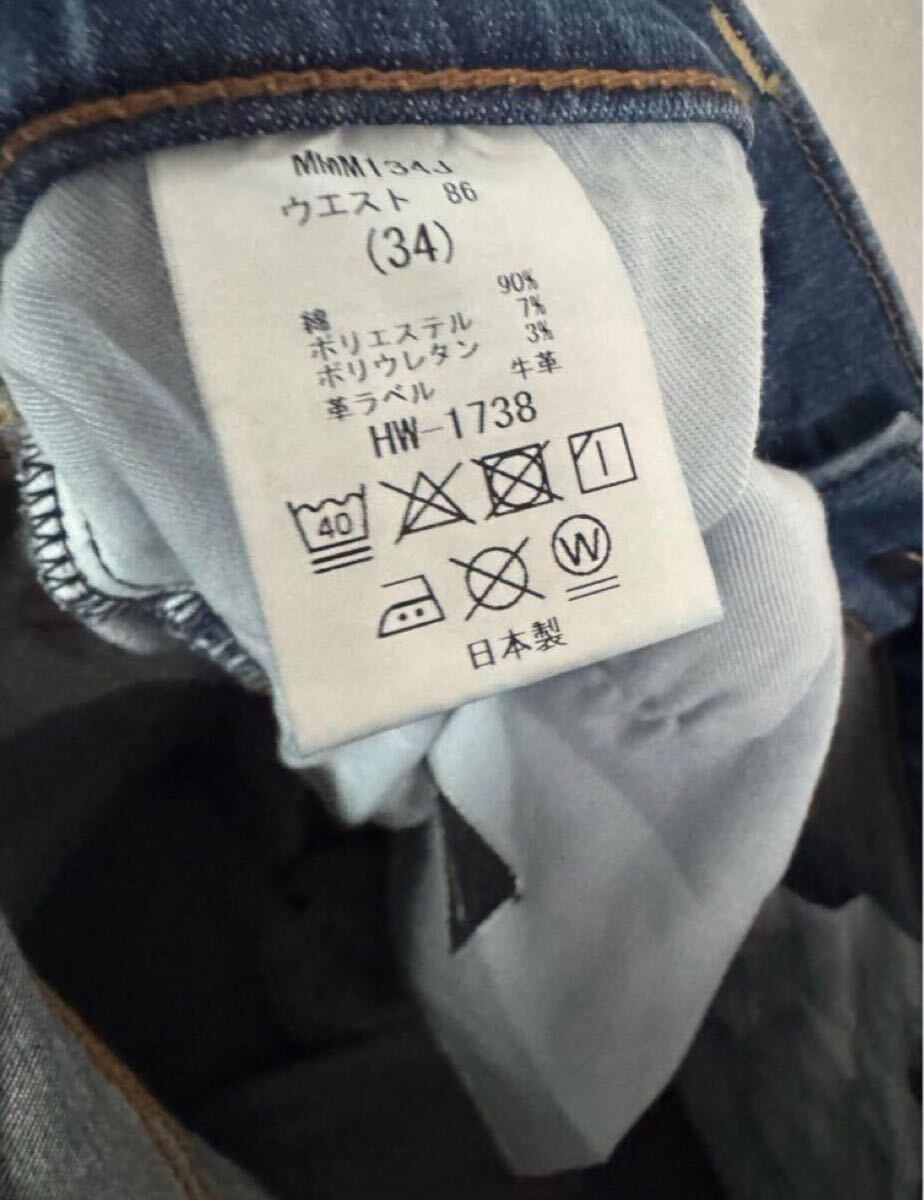 MMM134J
ウエスト 86
(34)
綿 90%
ポリエステル 7%
ポリウレタン 3%
革ラベル 牛革
HW-1738
40
W
日本製